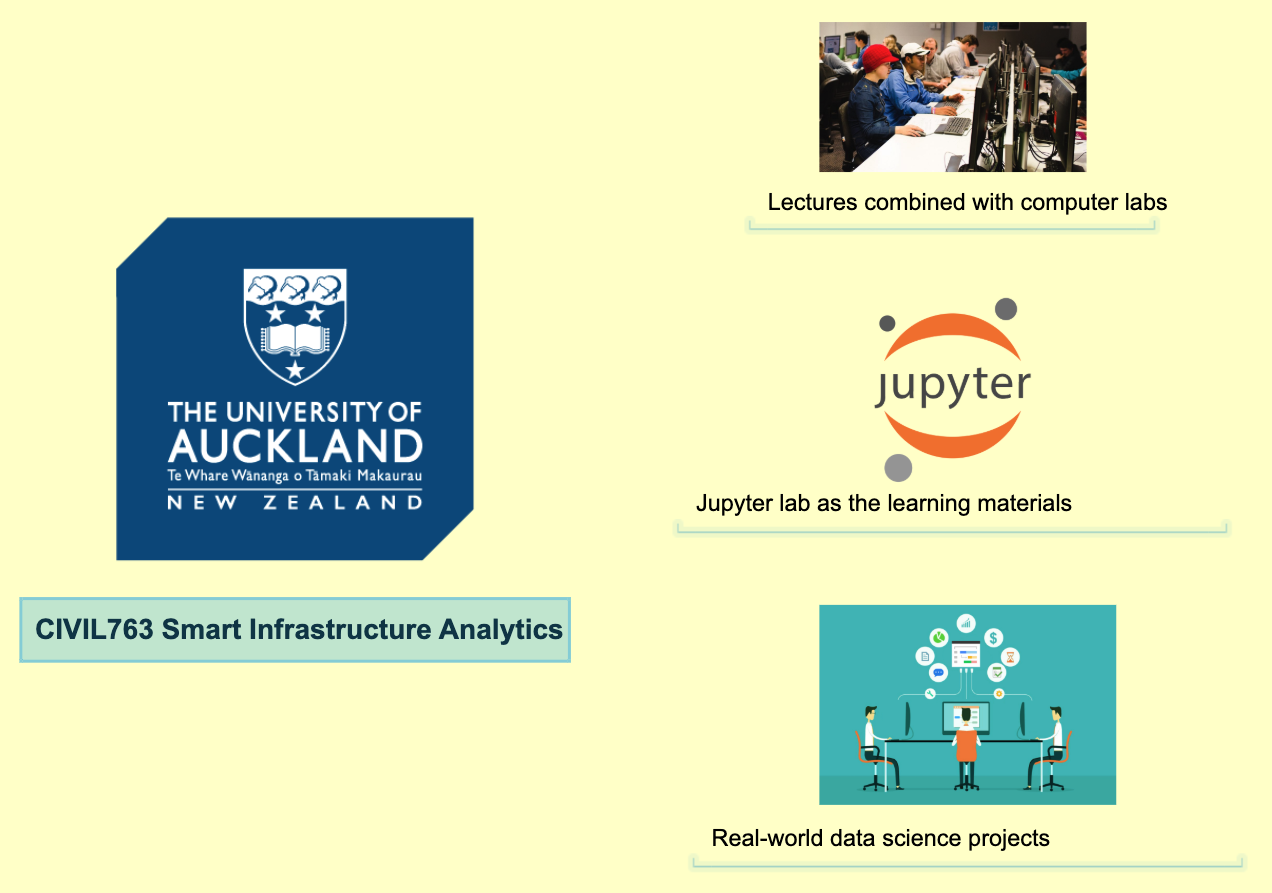 THE UNIVERSITY OF
AUCKLAND
Te Whare Wānanga o Tāmaki Makaurau
NEW ZEALAND
CIVIL763 Smart Infrastructure Analytics
Lectures combined with computer labs
jupyter
Jupyter lab as the learning materials
$
Real-world data science projects